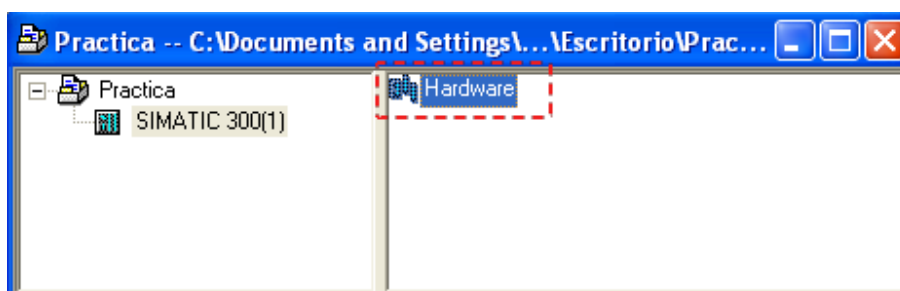 Practica -- C:\Documents and Settings\...\Escritorio\Prac...
Practica
SIMATIC 300(1)
Hardware